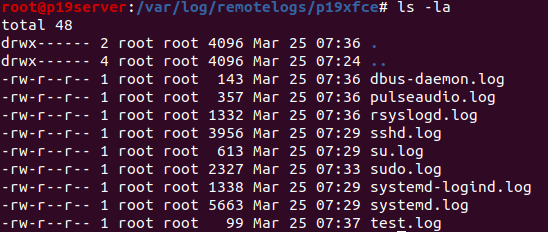 root@p19server:/var/log/remotelogs/p19xfce# ls -la
total 48
drwx------ 2 root root 4096 Mar 25 07:36 .
drwx------ 4 root root 4096 Mar 25 07:24 ..
-rw-r--r-- 1 root root  143 Mar 25 07:36 dbus-daemon.log
-rw-r--r-- 1 root root  357 Mar 25 07:36 pulseaudio.log
-rw-r--r-- 1 root root 1332 Mar 25 07:36 rsyslogd.log
-rw-r--r-- 1 root root 3956 Mar 25 07:29 sshd.log
-rw-r--r-- 1 root root  613 Mar 25 07:29 su.log
-rw-r--r-- 1 root root 2327 Mar 25 07:33 sudo.log
-rw-r--r-- 1 root root 1338 Mar 25 07:29 systemd-logind.log
-rw-r--r-- 1 root root 5663 Mar 25 07:29 systemd.log
-rw-r--r-- 1 root root   99 Mar 25 07:37 test.log